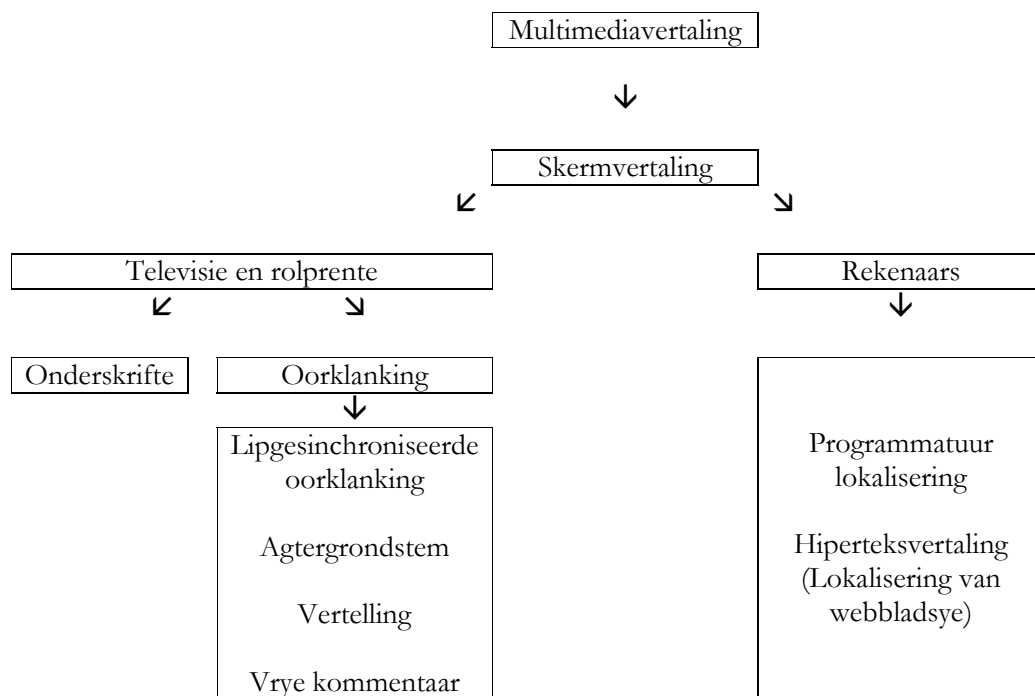 Multimediavertaling
Skermvertaling
Televisie en rolprente
Rekenaars
Onderskrifte
Oorklanking
Lipgesinchroniseerde
oorklanking
Agtergrondstem
Vertelling
Vrye kommentaar
Programmatuur
lokalisering
Hiperteksvertaling
(Lokalisering van
webbladsye)